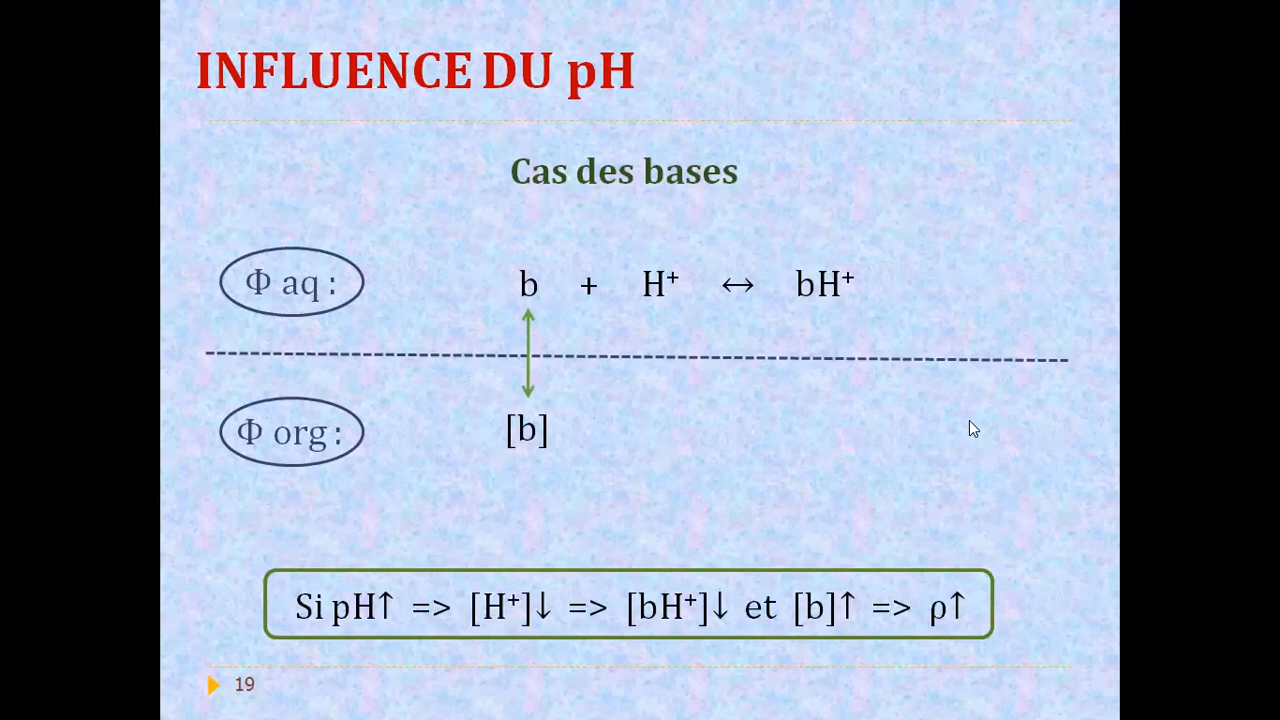 INFLUENCE DU pH
Cas des bases
Φ aq : b + H⁺ ↔ bH⁺
Φ org : [b]
Si pH↑ => [H⁺]↓ => [bH⁺]↓ et [b]↑ => ρ↑
19